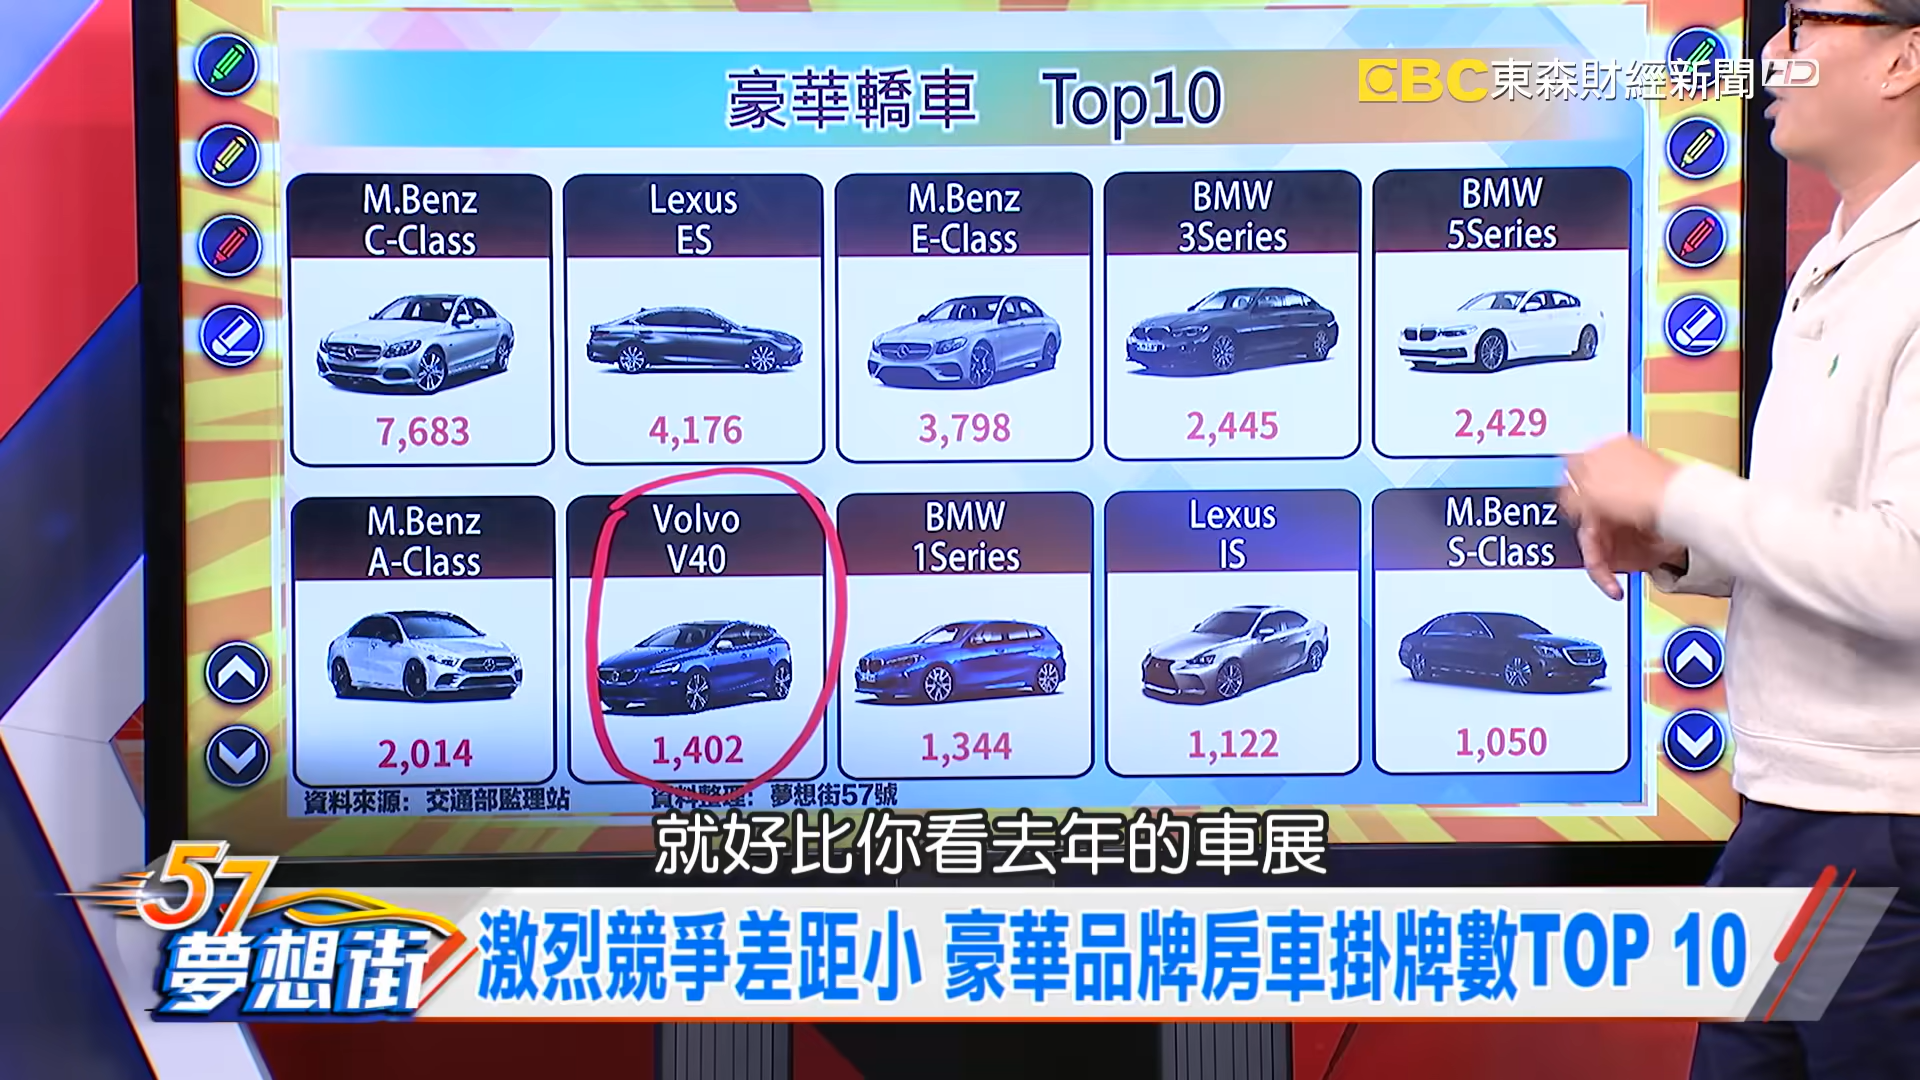 豪華轎車 Top10
EBC 東森財經新聞 HD
M.Benz
C-Class
7,683
Lexus
ES
4,176
M.Benz
E-Class
3,798
BMW
3Series
2,445
BMW
5Series
2,429
M.Benz
A-Class
2,014
Volvo
V40
1,402
BMW
1Series
1,344
Lexus
IS
1,122
M.Benz
S-Class
1,050
資料來源：交通部監理站
資料整理：夢想街57號
就好比你看去年的車展
57
夢想街
激烈競爭差距小 豪華品牌房車掛牌數TOP 10